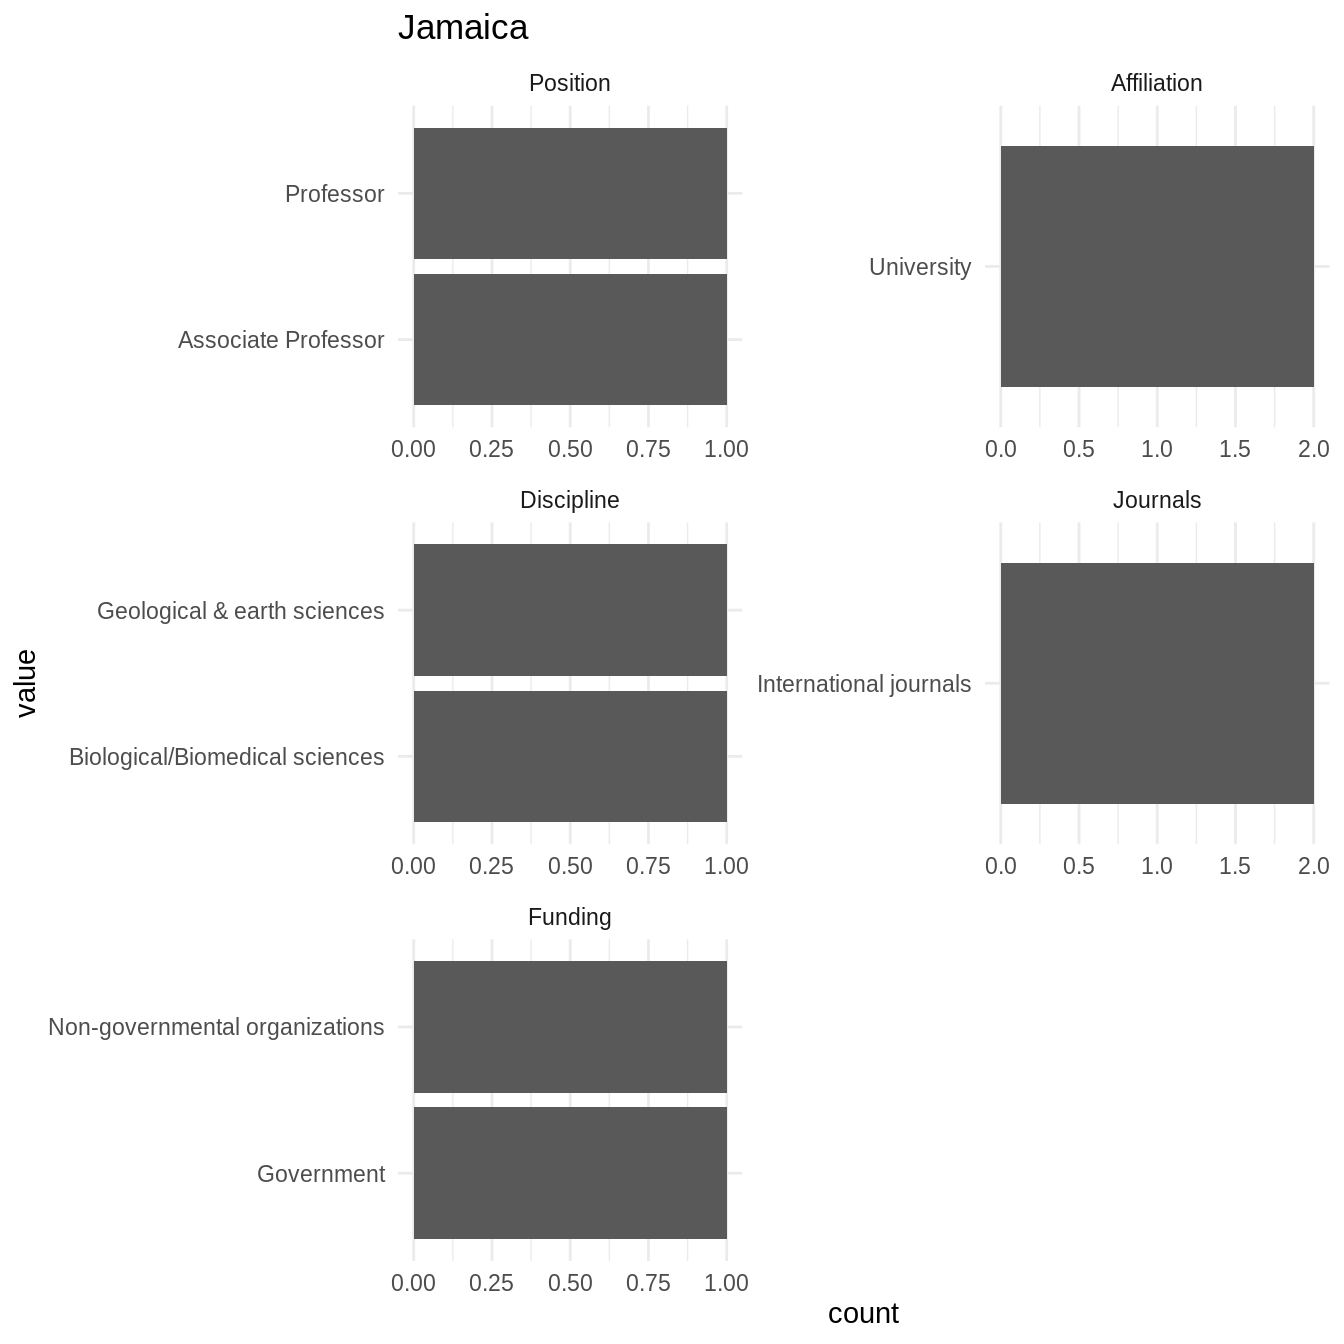 Jamaica
Position
Affiliation
Professor
Associate Professor
University
0.00 0.25 0.50 0.75 1.00
0.0 0.5 1.0 1.5 2.0
Discipline
Journals
Geological & earth sciences
Biological/Biomedical sciences
International journals
0.00 0.25 0.50 0.75 1.00
0.0 0.5 1.0 1.5 2.0
Funding
Non-governmental organizations
Government
0.00 0.25 0.50 0.75 1.00
value
count